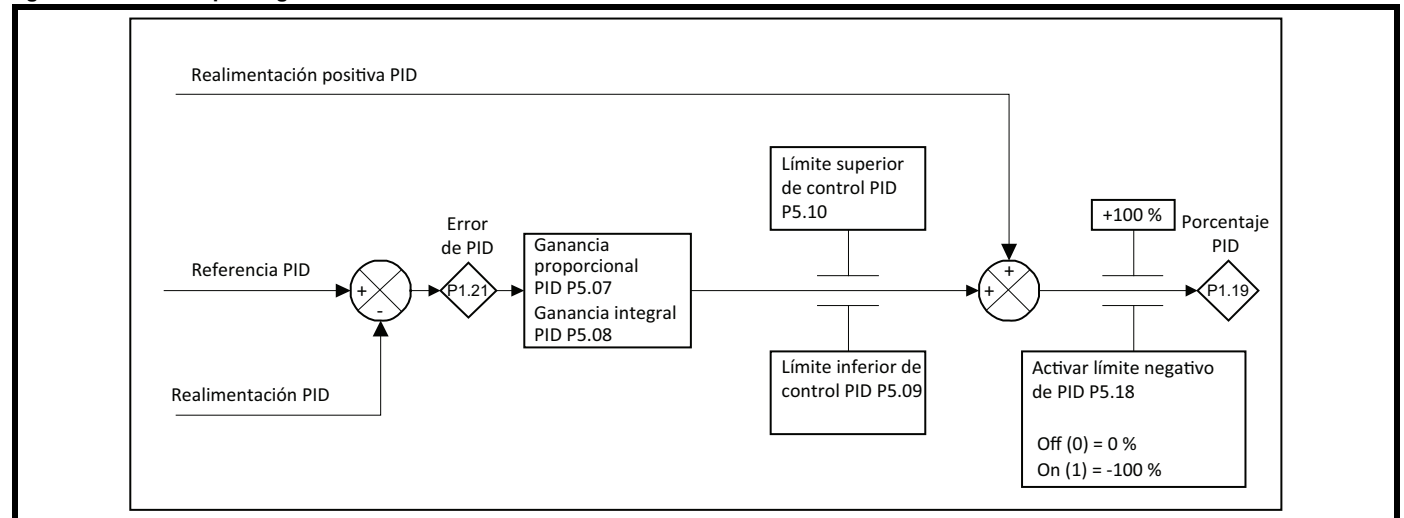 Realimentación positiva PID
Límite superior
de control PID
P5.10
+100 %
Porcentaje
PID
Error
de PID
Ganancia
proporcional
PID P5.07
Ganancia integral
PID P5.08
Referencia PID
+
-
P1.21
+
+
P1.19
Límite inferior de
control PID P5.09
Activar límite negativo
de PID P5.18
Off (0) = 0 %
On (1) = -100 %
Realimentación PID